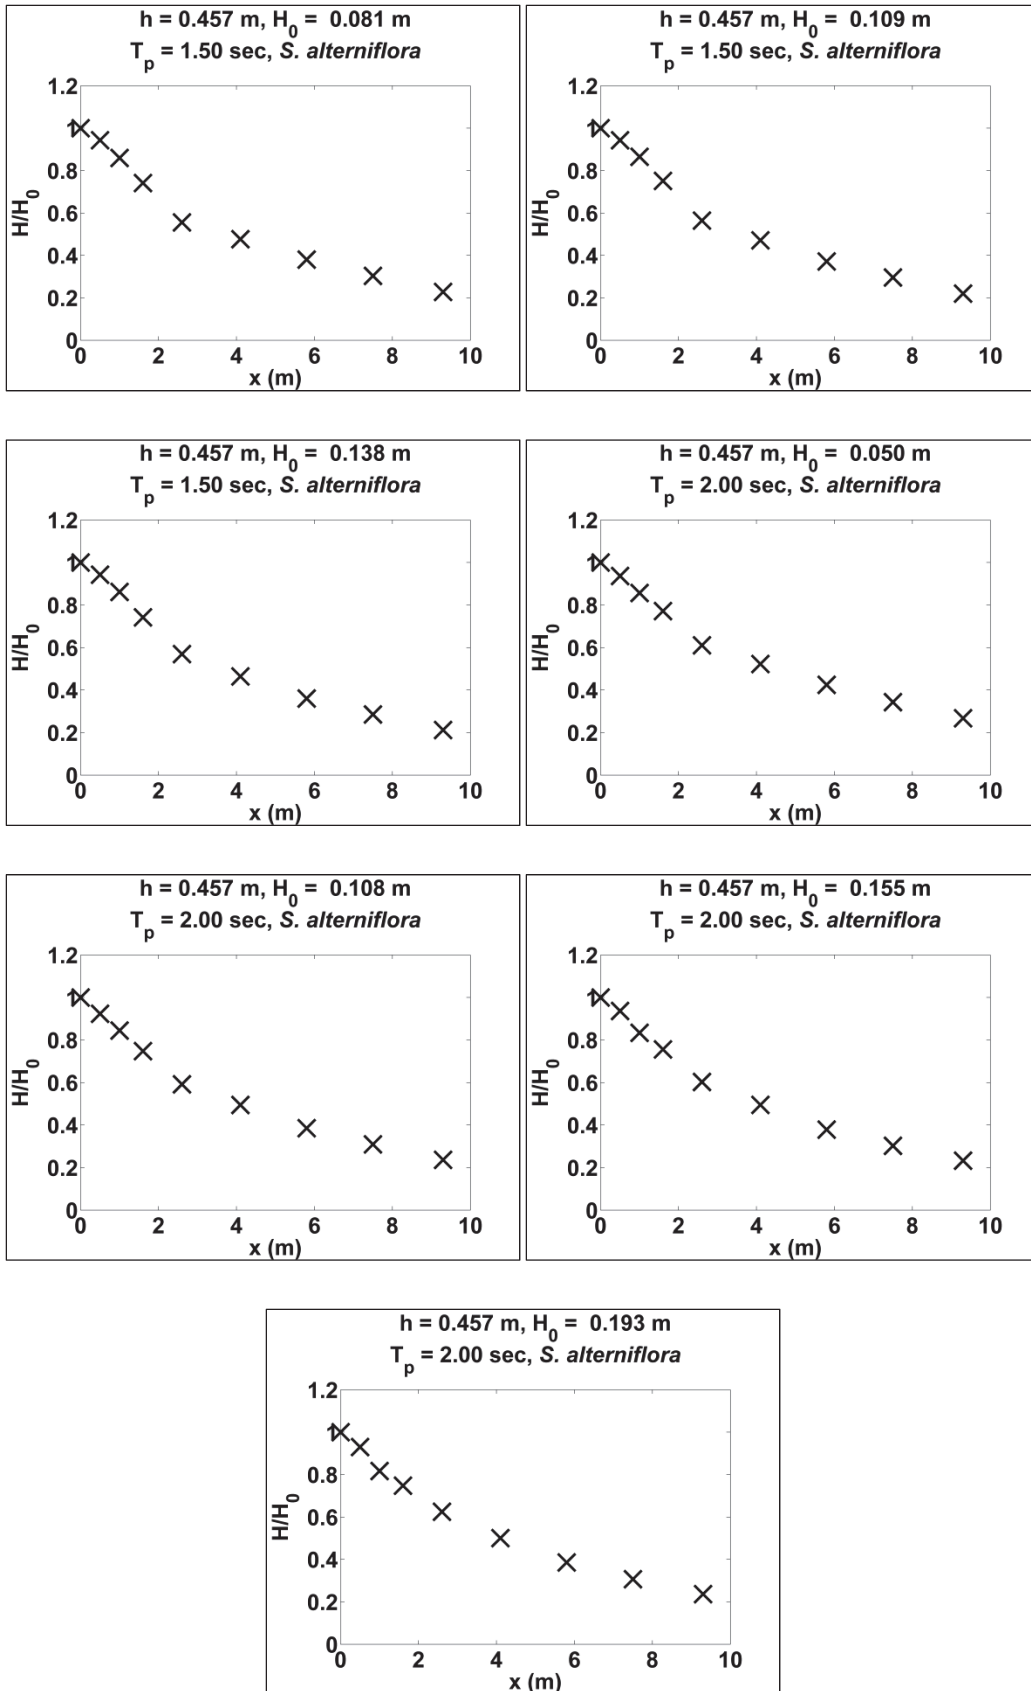 h = 0.457 m, H0 = 0.081 m
Tp = 1.50 sec, S. alterniflora
1.2
1
0.8
0.6
0.4
0.2
0
H/H0
0 2 4 6 8 10
x (m)
h = 0.457 m, H0 = 0.109 m
Tp = 1.50 sec, S. alterniflora
1.2
1
0.8
0.6
0.4
0.2
0
H/H0
0 2 4 6 8 10
x (m)
h = 0.457 m, H0 = 0.138 m
Tp = 1.50 sec, S. alterniflora
1.2
1
0.8
0.6
0.4
0.2
0
H/H0
0 2 4 6 8 10
x (m)
h = 0.457 m, H0 = 0.050 m
Tp = 2.00 sec, S. alterniflora
1.2
1
0.8
0.6
0.4
0.2
0
H/H0
0 2 4 6 8 10
x (m)
h = 0.457 m, H0 = 0.108 m
Tp = 2.00 sec, S. alterniflora
1.2
1
0.8
0.6
0.4
0.2
0
H/H0
0 2 4 6 8 10
x (m)
h = 0.457 m, H0 = 0.155 m
Tp = 2.00 sec, S. alterniflora
1.2
1
0.8
0.6
0.4
0.2
0
H/H0
0 2 4 6 8 10
x (m)
h = 0.457 m, H0 = 0.193 m
Tp = 2.00 sec, S. alterniflora
1.2
1
0.8
0.6
0.4
0.2
0
H/H0
0 2 4 6 8 10
x (m)